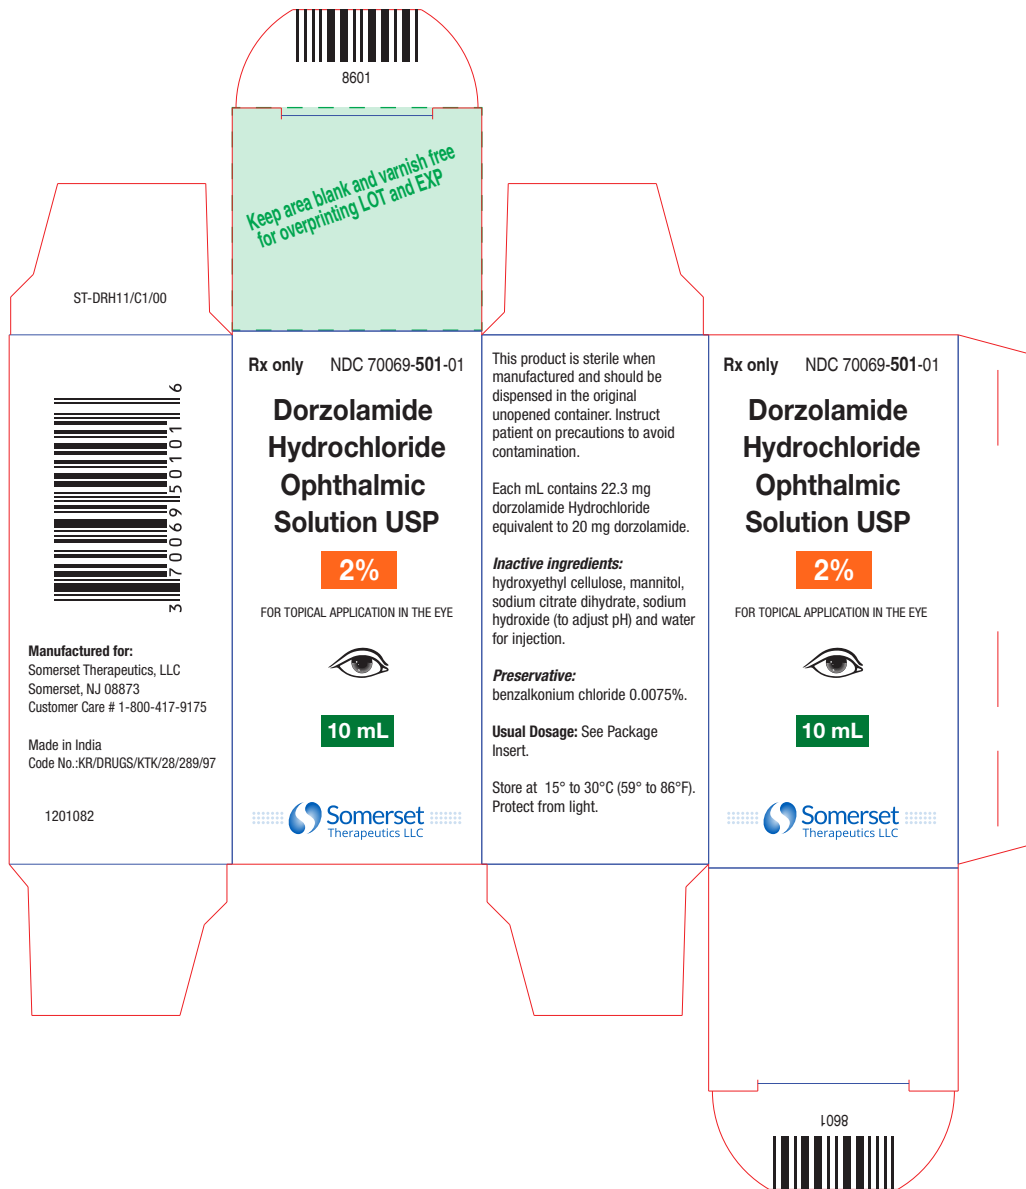 8601
Keep area blank and varnish free
for overprinting LOT and EXP
ST-DRH11/C1/00
3 70069 50101 6
Manufactured for:
Somerset Therapeutics, LLC
Somerset, NJ 08873
Customer Care # 1-800-417-9175
Made in India
Code No.:KR/DRUGS/KTK/28/289/97
1201082
Rx only NDC 70069-501-01
Dorzolamide
Hydrochloride
Ophthalmic
Solution USP
2%
FOR TOPICAL APPLICATION IN THE EYE
10 mL
Somerset
Therapeutics LLC
This product is sterile when
manufactured and should be
dispensed in the original
unopened container. Instruct
patient on precautions to avoid
contamination.
Each mL contains 22.3 mg
dorzolamide Hydrochloride
equivalent to 20 mg dorzolamide.
Inactive ingredients:
hydroxyethyl cellulose, mannitol,
sodium citrate dihydrate, sodium
hydroxide (to adjust pH) and water
for injection.
Preservative:
benzalkonium chloride 0.0075%.
Usual Dosage: See Package
Insert.
Store at 15° to 30°C (59° to 86°F).
Protect from light.
Rx only NDC 70069-501-01
Dorzolamide
Hydrochloride
Ophthalmic
Solution USP
2%
FOR TOPICAL APPLICATION IN THE EYE
10 mL
Somerset
Therapeutics LLC
8601